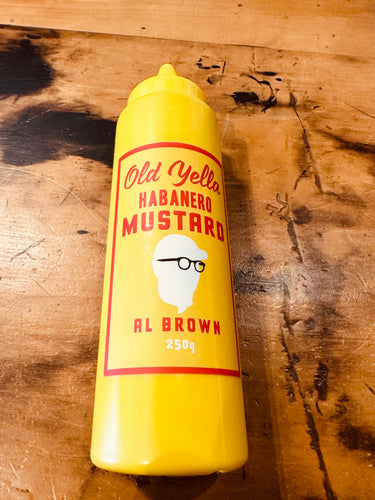 Old Yella
HABANERO
MUSTARD
AL BROWN
250g